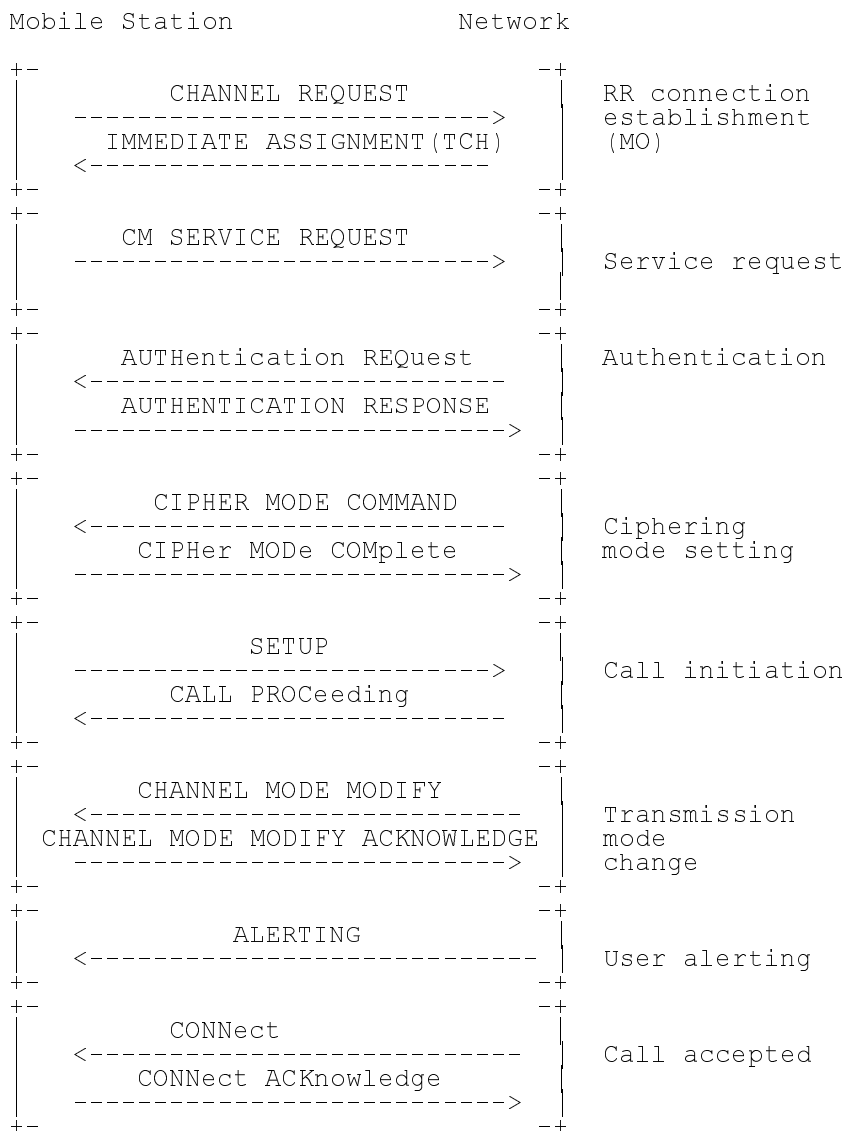 Mobile Station Network
CHANNEL REQUEST RR connection
establishment
IMMEDIATE ASSIGNMENT(TCH) (MO)
CM SERVICE REQUEST
Service request
AUTHentication REQuest Authentication
AUTHENTICATION RESPONSE
CIPHER MODE COMMAND
Ciphering
CIPHer MODe COMplete mode setting
SETUP
Call initiation
CALL PROCeeding
CHANNEL MODE MODIFY
Transmission
CHANNEL MODE MODIFY ACKNOWLEDGE mode
change
ALERTING
User alerting
CONNect
Call accepted
CONNect ACKnowledge